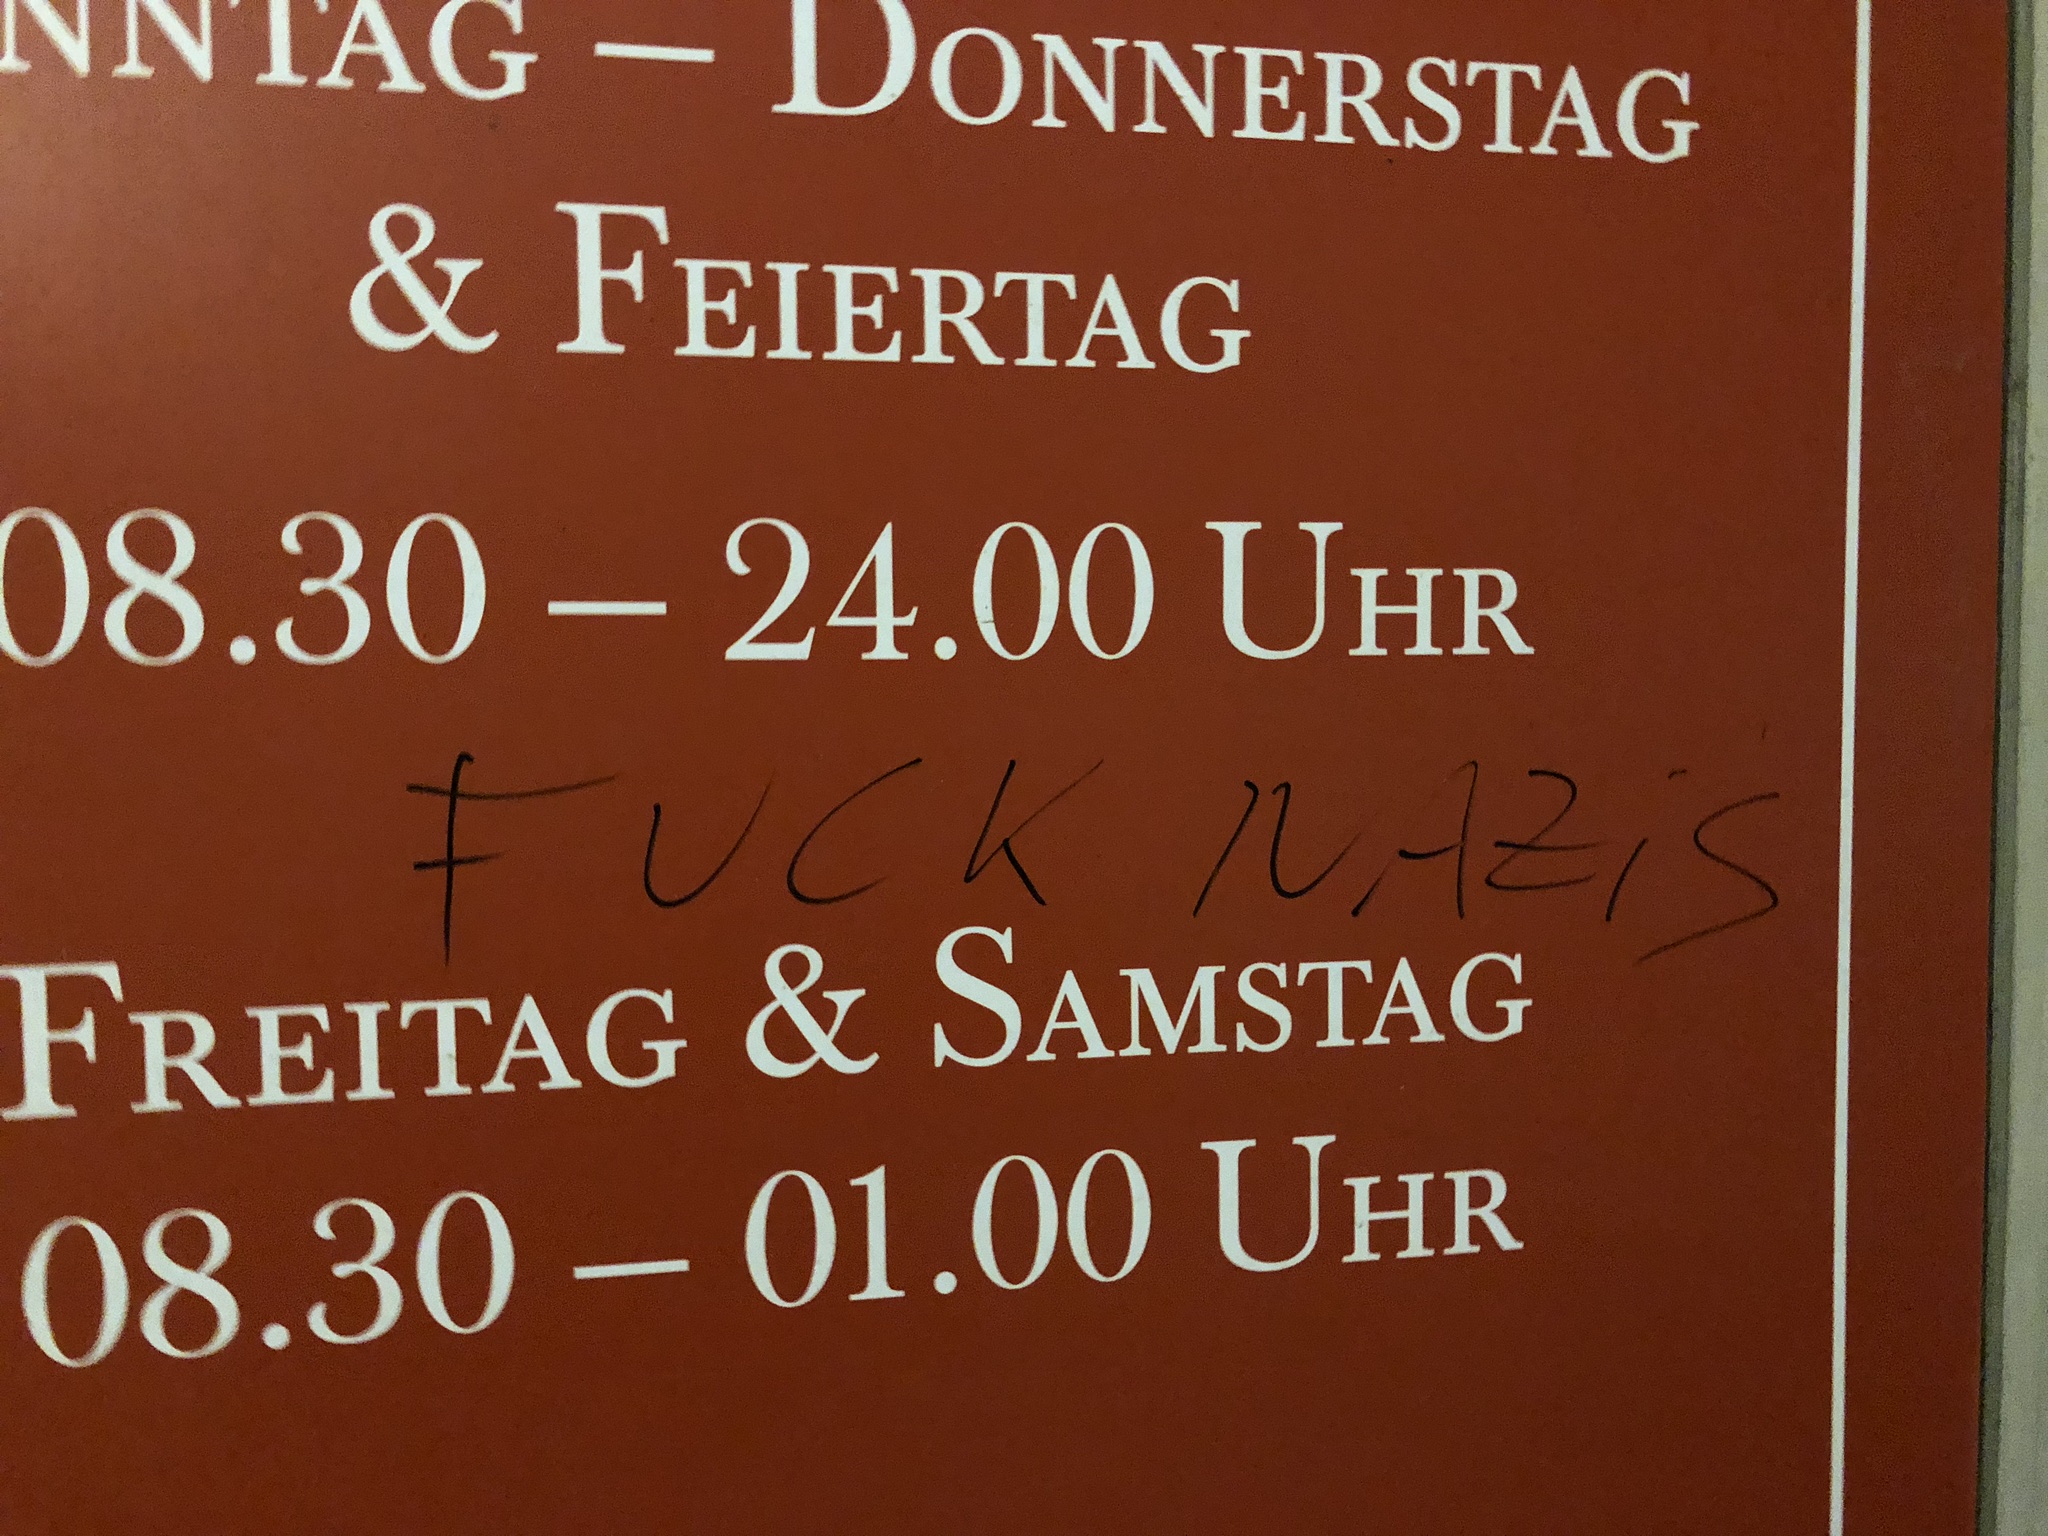 NNTAG – DONNERSTAG
& FEIERTAG
08.30 – 24.00 UHR
FUCK NAZiS
FREITAG & SAMSTAG
08.30 – 01.00 UHR